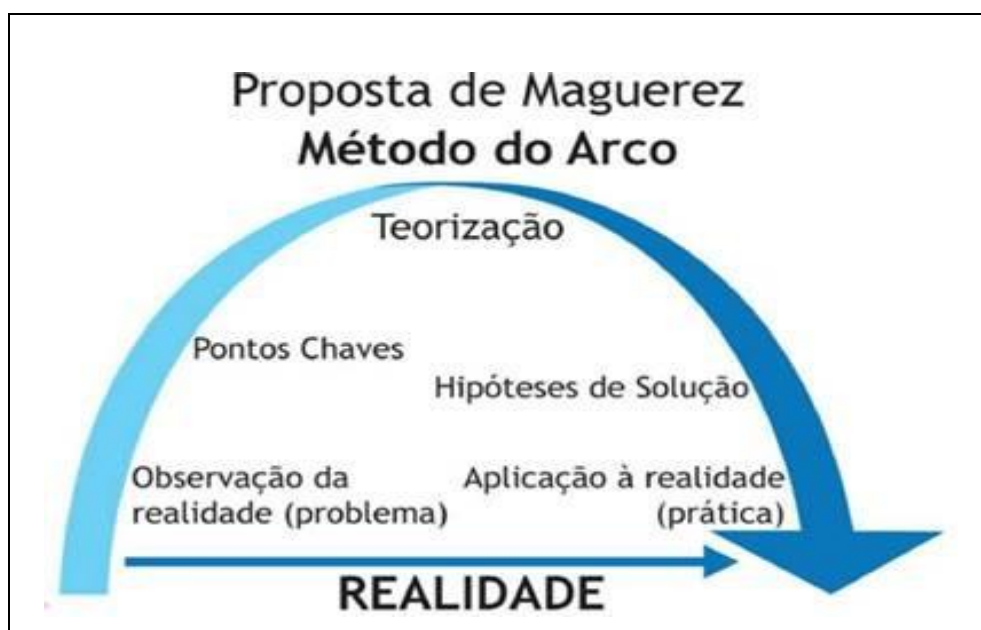 Proposta de Maguerez
Método do Arco
Teorização
Pontos Chaves
Hipóteses de Solução
Observação da
realidade (problema)
Aplicação à realidade
(prática)
REALIDADE